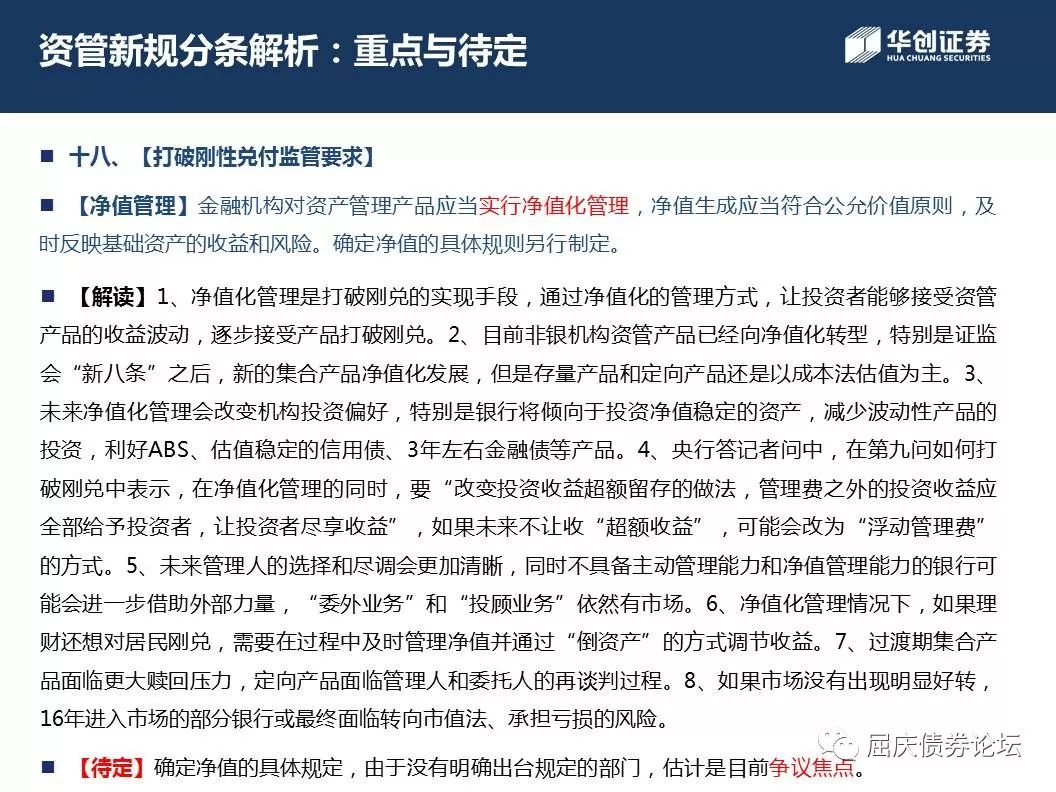 资管新规分条解析：重点与待定
华创证券
HUA CHUANG SECURITIES
■ 十八、【打破刚性兑付监管要求】
■ 【净值管理】金融机构对资产管理产品应当实行净值化管理，净值生成应当符合公允价值原则，及
时反映基础资产的收益和风险。确定净值的具体规则另行制定。
■ 【解读】1、净值化管理是打破刚兑的实现手段，通过净值化的管理方式，让投资者能够接受资管
产品的收益波动，逐步接受产品打破刚兑。2、目前非银机构资管产品已经向净值化转型，特别是证监
会“新八条”之后，新的集合产品净值化发展，但是存量产品和定向产品还是以成本法估值为主。3、
未来净值化管理会改变机构投资偏好，特别是银行将倾向于投资净值稳定的资产，减少波动性产品的
投资，利好ABS、估值稳定的信用债、3年左右金融债等产品。4、央行答记者问中，在第九问如何打
破刚兑中表示，在净值化管理的同时，要“改变投资收益超额留存的做法，管理费之外的投资收益应
全部给予投资者，让投资者尽享收益”，如果未来不让收“超额收益”，可能会改为“浮动管理费”
的方式。5、未来管理人的选择和尽调会更加清晰，同时不具备主动管理能力和净值管理能力的银行可
能会进一步借助外部力量，“委外业务”和“投顾业务”依然有市场。6、净值化管理情况下，如果理
财还想对居民刚兑，需要在过程中及时管理净值并通过“倒资产”的方式调节收益。7、过渡期集合产
品面临更大赎回压力，定向产品面临管理人和委托人的再谈判过程。8、如果市场没有出现明显好转，
16年进入市场的部分银行或最终面临转向市值法、承担亏损的风险。
■ 【待定】确定净值的具体规定，由于没有明确出台规定的部门，估计是目前争议焦点。
屈庆债券论坛